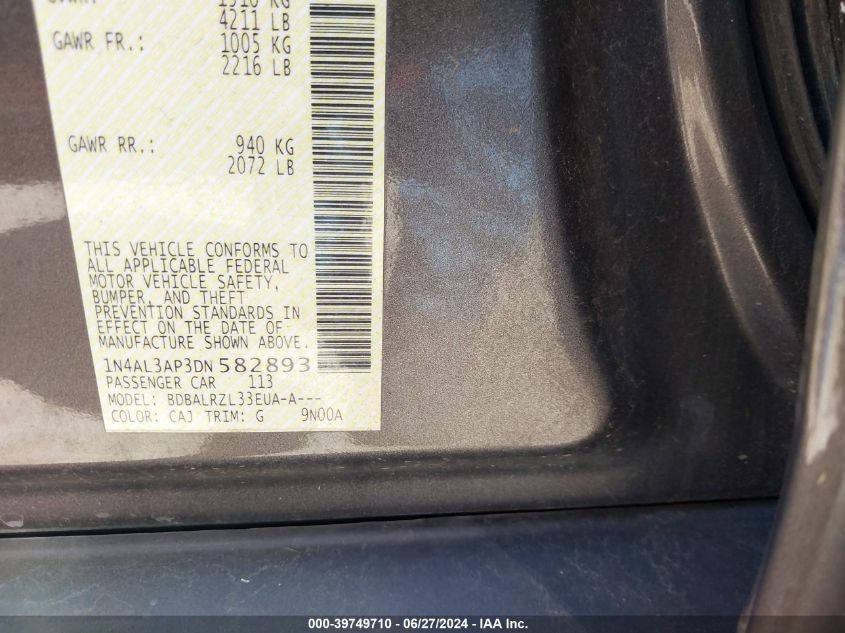 4211 LB
GAWR FR.: 1005 KG
2216 LB
GAWR RR.: 940 KG
2072 LB
THIS VEHICLE CONFORMS TO
ALL APPLICABLE FEDERAL
MOTOR VEHICLE SAFETY,
BUMPER, AND THEFT
PREVENTION STANDARDS IN
EFFECT ON THE DATE OF
MANUFACTURE SHOWN ABOVE.
1N4AL3AP3DN582893
PASSENGER CAR 113
MODEL: BDBALRZL33EUA-A---
COLOR: CAJ TRIM: G 9N00A
000-39749710 - 06/27/2024 - IAA Inc.